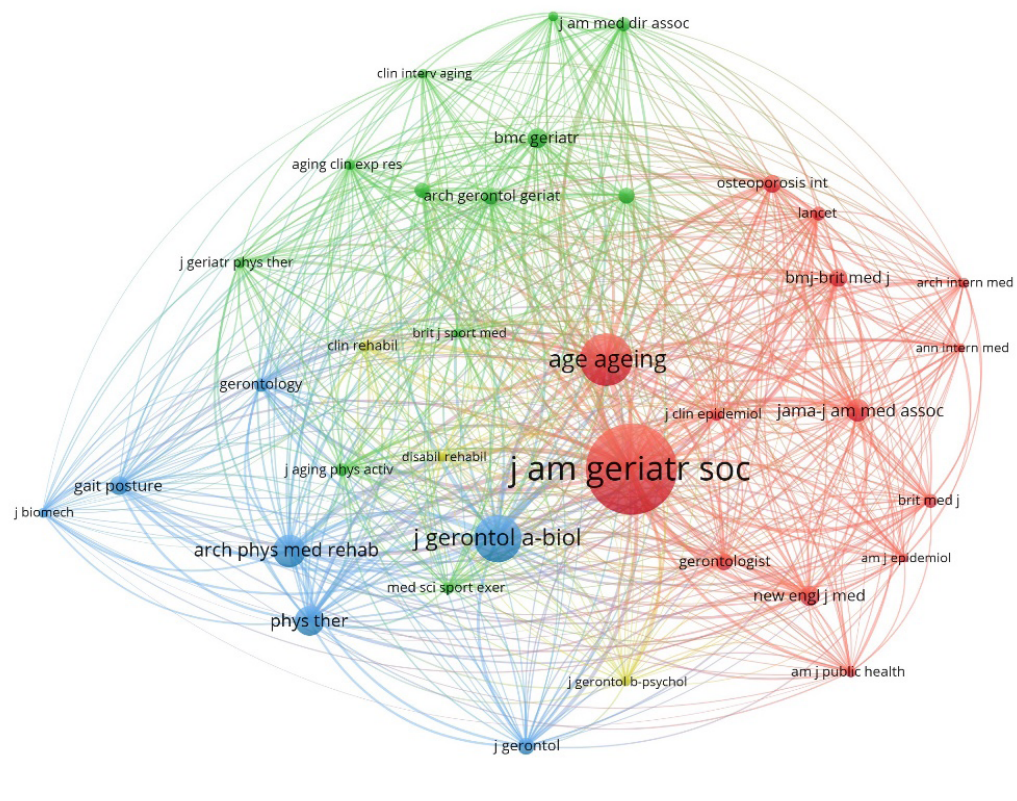 j am med dir assoc
clin interv aging
bmc geriatr
aging clin exp res
arch gerontol geriat
osteoporosis int
lancet
j geriatr phys ther
bmj-brit med j
arch intern med
brit j sport med
clin rehabil
ann intern med
age ageing
gerontology
j clin epidemiol
jama-j am med assoc
disabil rehabil
j aging phys activ
j am geriatr soc
gait posture
brit med j
j biomech
j gerontol a-biol
arch phys med rehab
am j epidemiol
gerontologist
med sci sport exer
new engl j med
phys ther
am j public health
j gerontol b-psychol
j gerontol